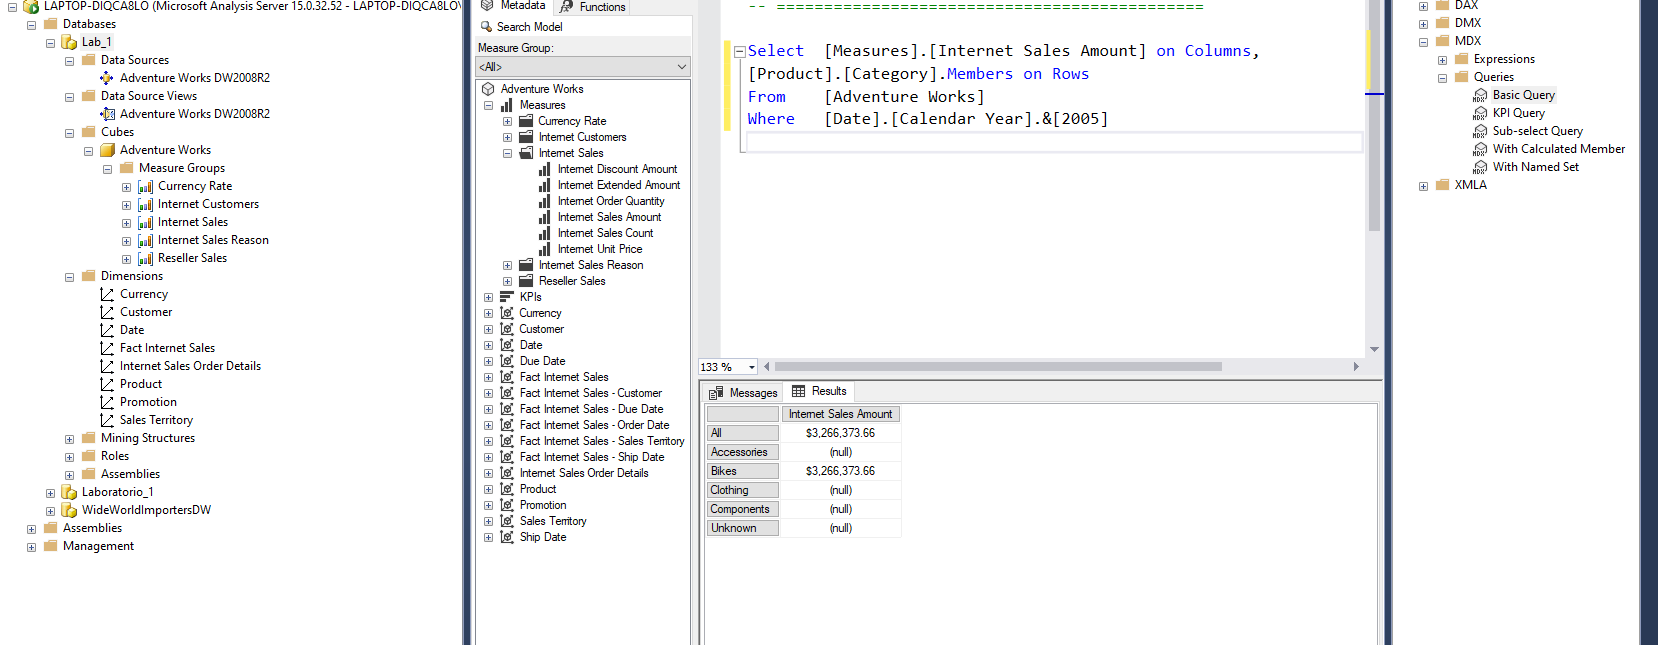 LAPTOP-DIQCA8LO (Microsoft Analysis Server 15.0.32.52 - LAPTOP-DIQCA8LO\
Databases
Lab_1
Data Sources
Adventure Works DW2008R2
Data Source Views
Adventure Works DW2008R2
Cubes
Adventure Works
Measure Groups
Currency Rate
Internet Customers
Internet Sales
Internet Sales Reason
Reseller Sales
Dimensions
Currency
Customer
Date
Fact Internet Sales
Internet Sales Order Details
Product
Promotion
Sales Territory
Mining Structures
Roles
Assemblies
Laboratorio_1
WideWorldImportersDW
Assemblies
Management
Metadata Functions
Search Model
Measure Group:
<All>
Adventure Works
Measures
Currency Rate
Internet Customers
Internet Sales
Internet Discount Amount
Internet Extended Amount
Internet Order Quantity
Internet Sales Amount
Internet Sales Count
Internet Unit Price
Internet Sales Reason
Reseller Sales
KPIs
Currency
Customer
Date
Due Date
Fact Internet Sales
Fact Internet Sales - Customer
Fact Internet Sales - Due Date
Fact Internet Sales - Order Date
Fact Internet Sales - Sales Territory
Fact Internet Sales - Ship Date
Internet Sales Order Details
Product
Promotion
Sales Territory
Ship Date
-- =============================================
Select [Measures].[Internet Sales Amount] on Columns,
[Product].[Category].Members on Rows
From [Adventure Works]
Where [Date].[Calendar Year].&[2005]
133 %
Messages Results
Internet Sales Amount
All $3,266,373.66
Accessories (null)
Bikes $3,266,373.66
Clothing (null)
Components (null)
Unknown (null)
DAX
DMX
MDX
Expressions
Queries
Basic Query
KPI Query
Sub-select Query
With Calculated Member
With Named Set
XMLA